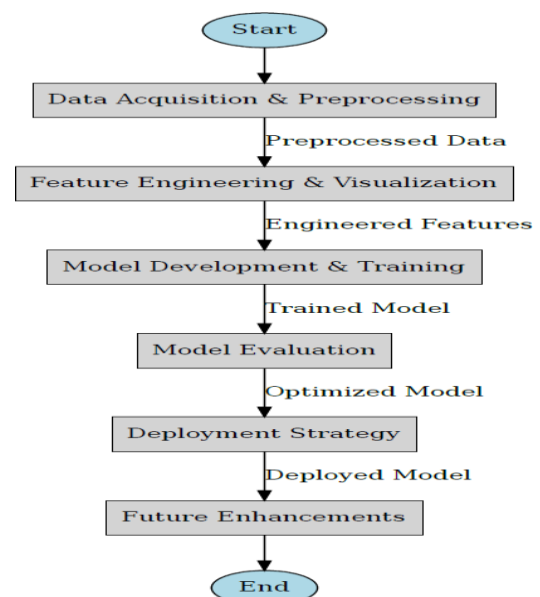 Start
Data Acquisition & Preprocessing
Preprocessed Data
Feature Engineering & Visualization
Engineered Features
Model Development & Training
Trained Model
Model Evaluation
Optimized Model
Deployment Strategy
Deployed Model
Future Enhancements
End